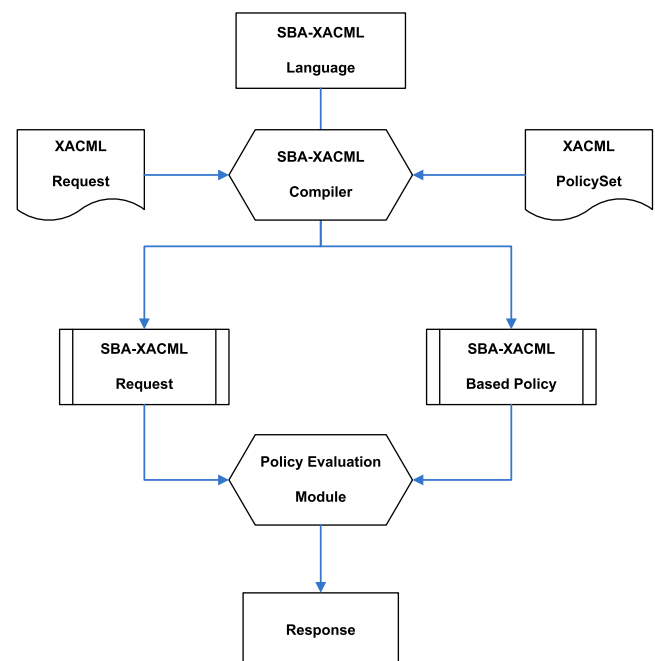 SBA-XACML
Language
XACML
Request
SBA-XACML
Compiler
XACML
PolicySet
SBA-XACML
Request
SBA-XACML
Based Policy
Policy Evaluation
Module
Response